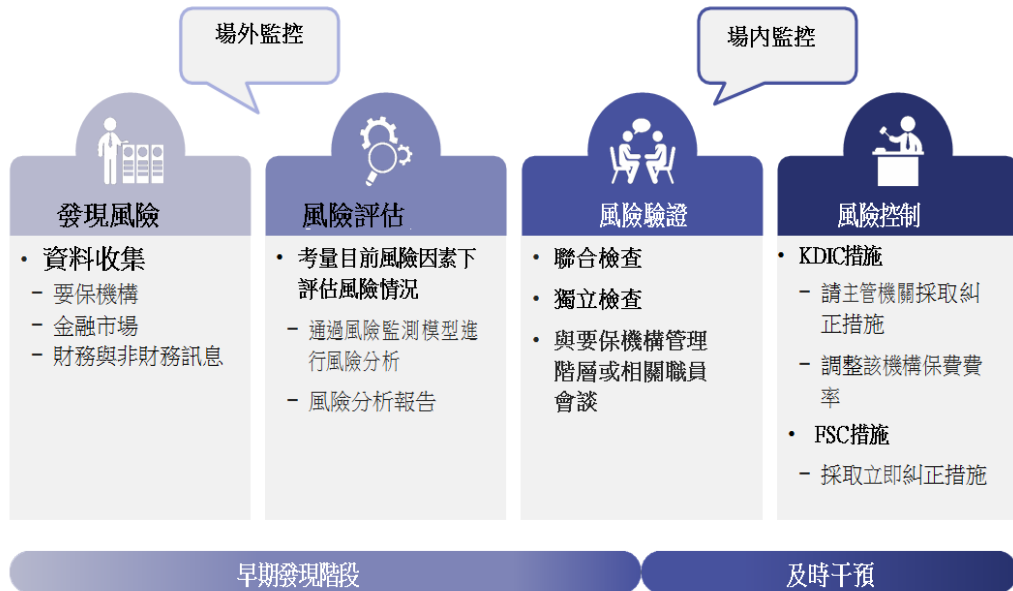 場外監控
場內監控
發現風險
• 資料收集
– 要保機構
– 金融市場
– 財務與非財務訊息
風險評估
• 考量目前風險因素下
評估風險情況
– 通過風險監測模型進
行風險分析
– 風險分析報告
風險驗證
• 聯合檢查
• 獨立檢查
• 與要保機構管理
階層或相關職員
會談
風險控制
• KDIC措施
– 請主管機關採取糾
正措施
– 調整該機構保費費
率
• FSC措施
– 採取立即糾正措施
早期發現階段
及時干預